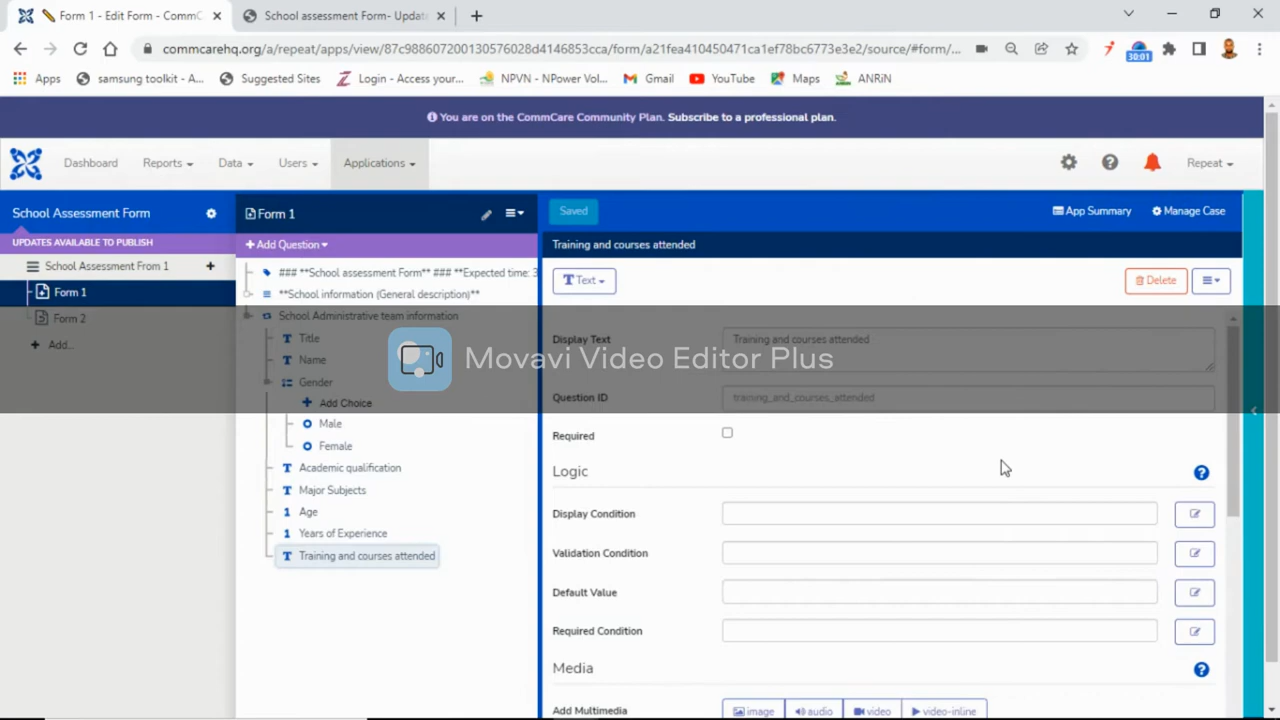 Form 1 - Edit Form - CommC
School assessment Form- Update
commcarehq.org/a/repeat/apps/view/87c98860720013057​6028d4146853cca/form/a21fea410450471ca1ef78bc6773e3e2/source/#form/...
30:01
Apps
samsung toolkit - A...
Suggested Sites
Login - Access your...
NPVN - NPower Vol...
Gmail
YouTube
Maps
ANRiN
You are on the CommCare Community Plan. Subscribe to a professional plan.
Dashboard
Reports
Data
Users
Applications
Repeat
School Assessment Form
Form 1
Saved
App Summary
Manage Case
UPDATES AVAILABLE TO PUBLISH
Add Question
Training and courses attended
School Assessment From 1
### **School assessment Form** ### **Expected time: 3
Text
Delete
Form 1
**School information (General description)**
Form 2
School Administrative team information
Add...
Title
Display Text
Training and courses attended
Name
Movavi Video Editor Plus
Gender
Question ID
training_and_courses_attended
Add Choice
Male
Required
Female
Academic qualification
Logic
Major Subjects
Age
Display Condition
Years of Experience
Validation Condition
Training and courses attended
Default Value
Required Condition
Media
Add Multimedia
image
audio
video
video-inline